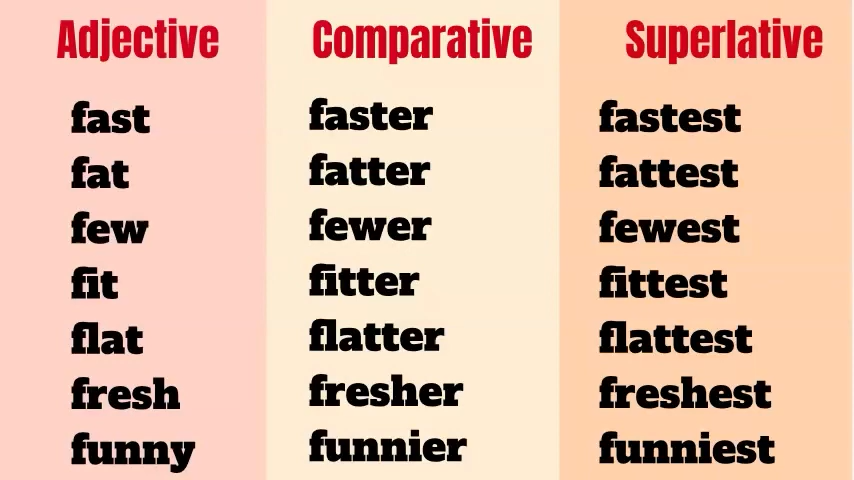 Adjective Comparative Superlative
fast faster fastest
fat fatter fattest
few fewer fewest
fit fitter fittest
flat flatter flattest
fresh fresher freshest
funny funnier funniest